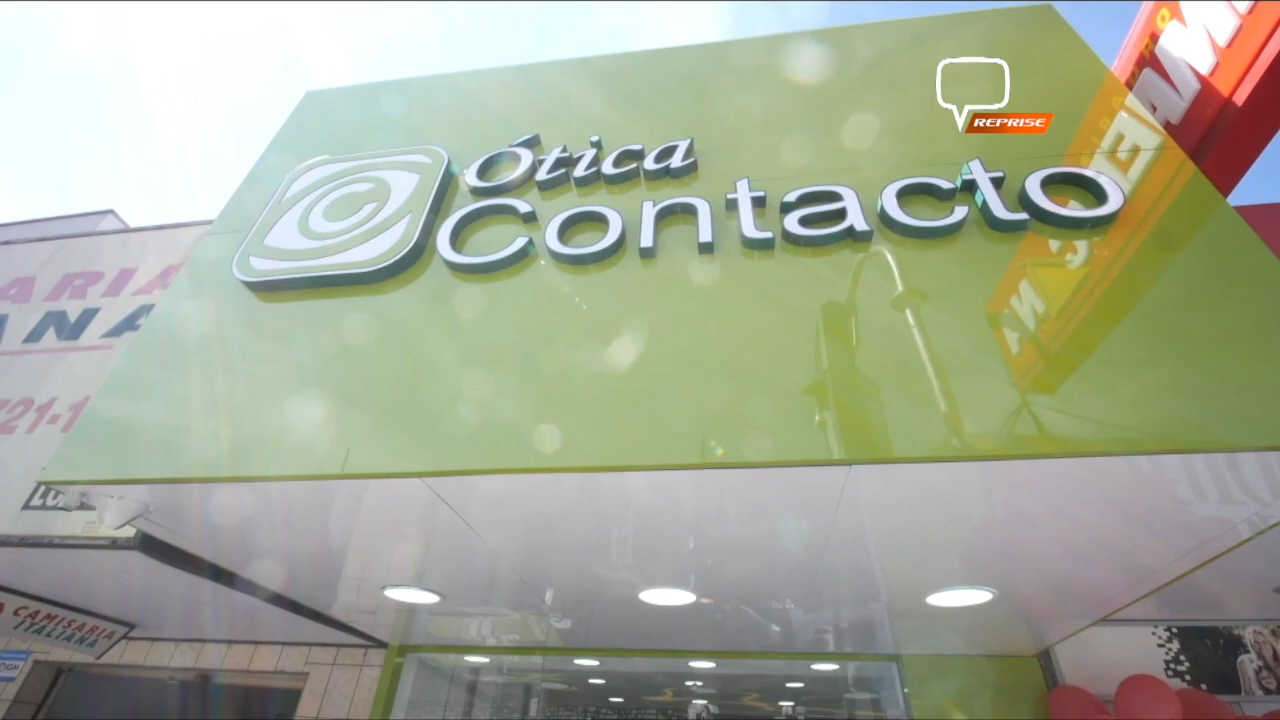 REPRISE
Ótica
Contacto
ARIA
ANA
721-1
CAMISARIA
ITALIANA